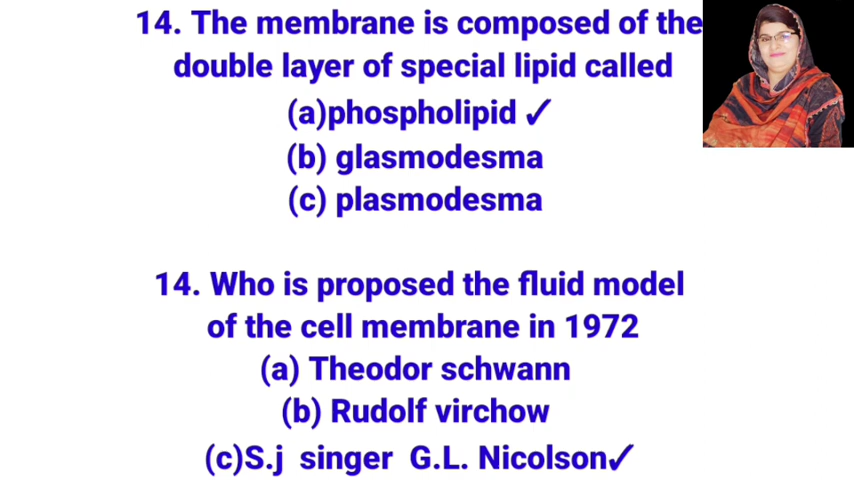 14. The membrane is composed of the
double layer of special lipid called
(a)phospholipid ✓
(b) glasmodesma
(c) plasmodesma
14. Who is proposed the fluid model
of the cell membrane in 1972
(a) Theodor schwann
(b) Rudolf virchow
(c)S.j singer G.L. Nicolson✓